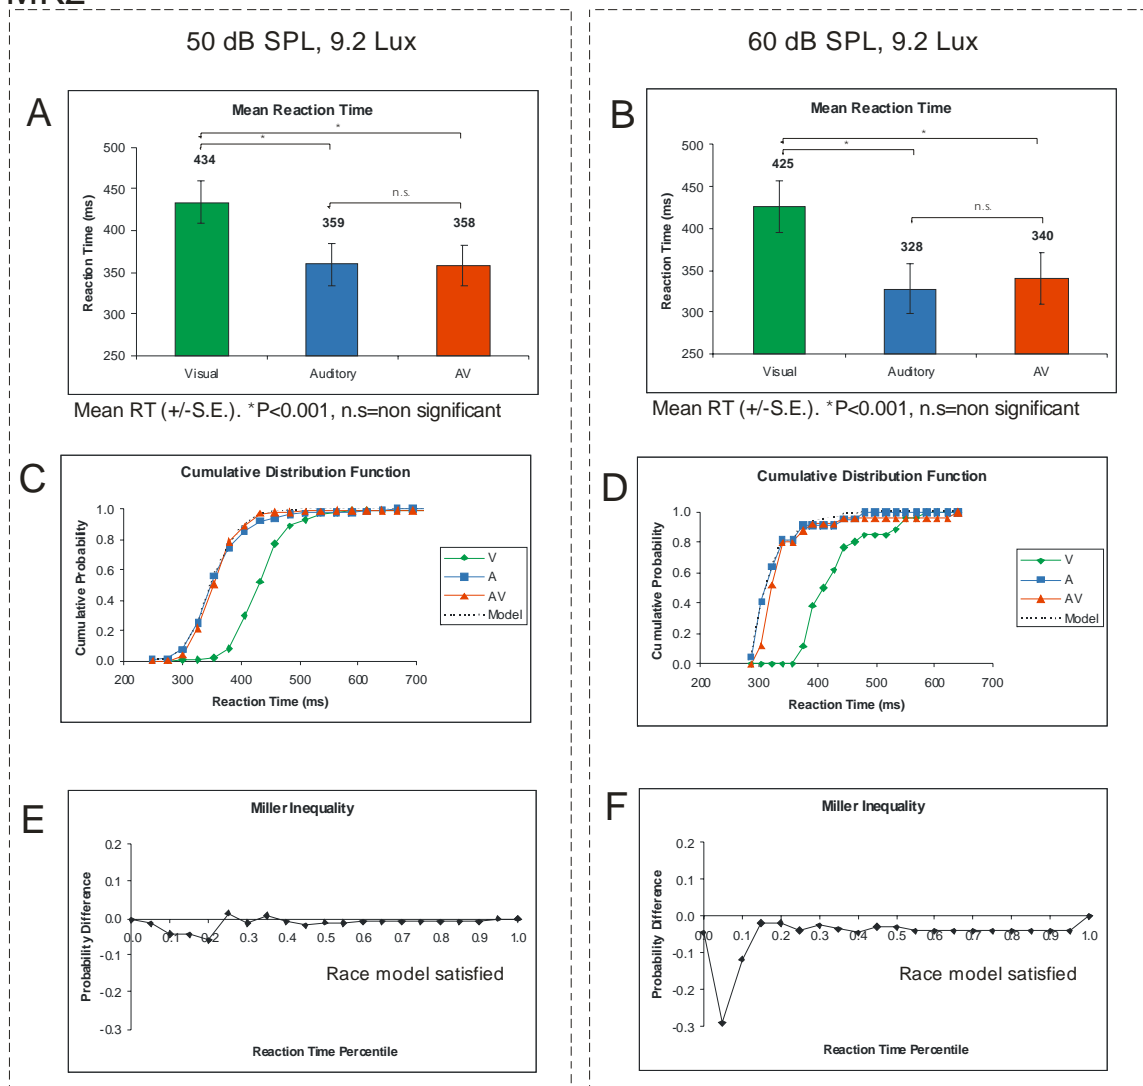 50 dB SPL, 9.2 Lux
60 dB SPL, 9.2 Lux
A
Mean Reaction Time
*
*
n.s.
Reaction Time (ms)
500
450
400
350
300
250
434
359
358
Visual
Auditory
AV
Mean RT (+/-S.E.). *P<0.001, n.s=non significant
B
Mean Reaction Time
*
*
n.s.
Reaction Time (ms)
500
450
400
350
300
250
425
328
340
Visual
Auditory
AV
Mean RT (+/-S.E.). *P<0.001, n.s=non significant
C
Cumulative Distribution Function
Cumulative Probability
1.0
0.8
0.6
0.4
0.2
0.0
200 300 400 500 600 700
Reaction Time (ms)
V
A
AV
Model
D
Cumulative Distribution Function
Cumulative Probability
1.0
0.8
0.6
0.4
0.2
0.0
200 300 400 500 600 700
Reaction Time (ms)
V
A
AV
Model
E
Miller Inequality
Probability Difference
0.2
0.1
0.0
-0.1
-0.2
-0.3
0.0 0.1 0.2 0.3 0.4 0.5 0.6 0.7 0.8 0.9 1.0
Race model satisfied
Reaction Time Percentile
F
Miller Inequality
Probability Difference
0.2
0.1
0.0
-0.1
-0.2
-0.3
0.0 0.1 0.2 0.3 0.4 0.5 0.6 0.7 0.8 0.9 1.0
Race model satisfied
Reaction Time Percentile